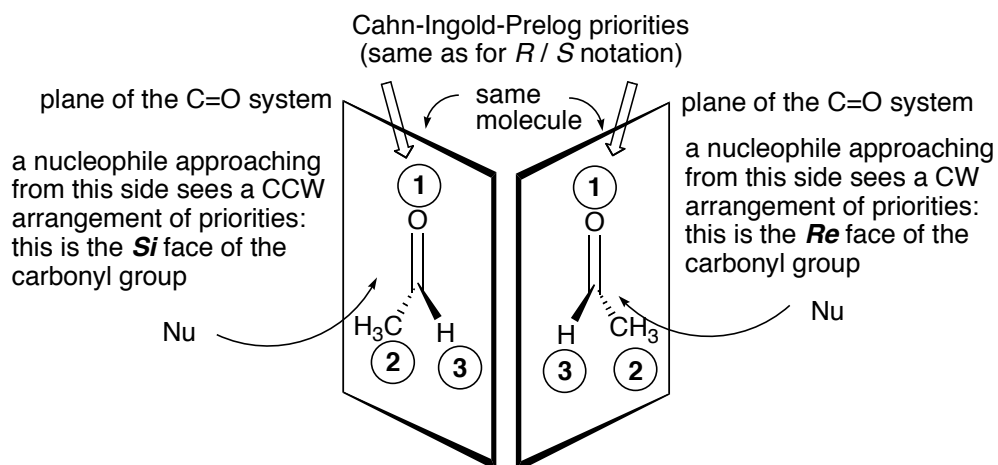 Cahn-Ingold-Prelog priorities
(same as for R / S notation)
plane of the C=O system
same
molecule
plane of the C=O system
a nucleophile approaching
from this side sees a CCW
arrangement of priorities:
this is the Si face of the
carbonyl group
Nu
1
O
H3C
H
2
3
1
O
H
CH3
3
2
a nucleophile approaching
from this side sees a CW
arrangement of priorities:
this is the Re face of the
carbonyl group
Nu